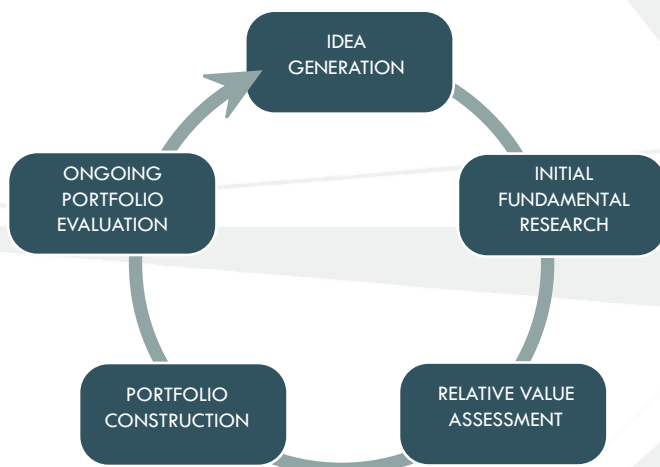 IDEA
GENERATION
INITIAL
FUNDAMENTAL
RESEARCH
RELATIVE VALUE
ASSESSMENT
PORTFOLIO
CONSTRUCTION
ONGOING
PORTFOLIO
EVALUATION